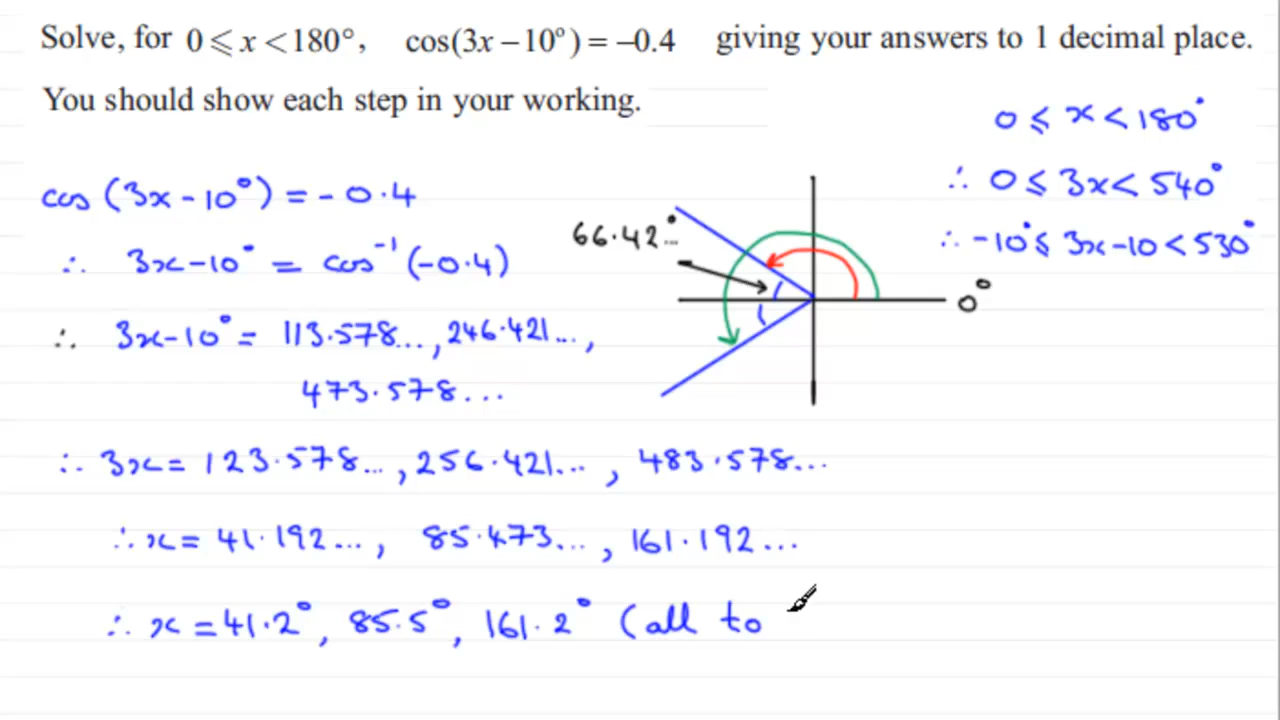 Solve, for 0 ⩽ x < 180°, cos(3x – 10°) = –0.4 giving your answers to 1 decimal place.
You should show each step in your working.
0 ⩽ x < 180°
cos (3x - 10°) = - 0.4
∴ 0 ⩽ 3x < 540°
66.42°...
∴ -10° ⩽ 3x - 10 < 530°
∴ 3x - 10° = cos⁻¹ (-0.4)
0°
∴ 3x - 10° = 113.578..., 246.421...,
473.578...
∴ 3x = 123.578..., 256.421..., 483.578...
∴ x = 41.192..., 85.473..., 161.192...
∴ x = 41.2°, 85.5°, 161.2° (all to